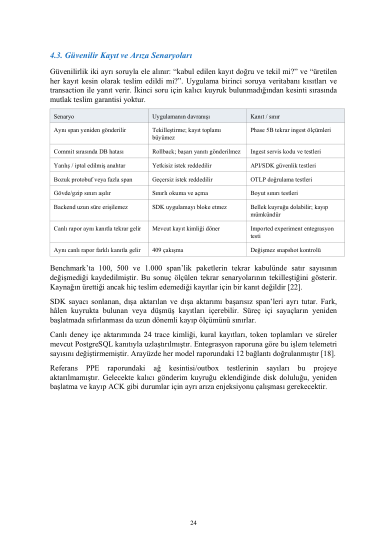 4.3. Güvenilir Kayıt ve Arıza Senaryoları
Güvenilirlik iki ayrı soruyla ele alınır: “kabul edilen kayıt doğru ve tekil mi?” ve “üretilen
her kayıt kesin olarak teslim edildi mi?”. Uygulama birinci soruya veritabanı kısıtları ve
transaction ile yanıt verir. İkinci soru için kalıcı kuyruk bulunmadığından kesinti sırasında
mutlak teslim garantisi yoktur.
Senaryo Uygulamanın davranışı Kanıt / sınır
Aynı span yeniden gönderilir Tekilleştirme; kayıt toplamı Phase 5B tekrar ingest ölçümleri
büyümez
Commit sırasında DB hatası Rollback; başarı yanıtı gönderilmez Ingest servis kodu ve testleri
Yanlış / iptal edilmiş anahtar Yetkisiz istek reddedilir API/SDK güvenlik testleri
Bozuk protobuf veya fazla span Geçersiz istek reddedilir OTLP doğrulama testleri
Gövde/gzip sınırı aşılır Sınırlı okuma ve açma Boyut sınırı testleri
Backend uzun süre erişilemez SDK uygulamayı bloke etmez Bellek kuyruğu dolabilir; kayıp
mümkündür
Canlı rapor aynı kanıtla tekrar gelir Mevcut kayıt kimliği döner Imported experiment entegrasyon
testi
Aynı canlı rapor farklı kanıtla gelir 409 çakışma Değişmez snapshot kontrolü
Benchmark’ta 100, 500 ve 1.000 span’lik paketlerin tekrar kabulünde satır sayısının
değişmediği kaydedilmiştir. Bu sonuç ölçülen tekrar senaryolarının tekilleştiğini gösterir.
Kaynağın ürettiği ancak hiç teslim edemediği kayıtlar için bir kanıt değildir [22].
SDK sayacı sonlanan, dışa aktarılan ve dışa aktarımı başarısız span’leri ayrı tutar. Fark,
hâlen kuyrukta bulunan veya düşmüş kayıtları içerebilir. Süreç içi sayaçların yeniden
başlatmada sıfırlanması da uzun dönemli kayıp ölçümünü sınırlar.
Canlı deney içe aktarımında 24 trace kimliği, kural kayıtları, token toplamları ve süreler
mevcut PostgreSQL kanıtıyla uzlaştırılmıştır. Entegrasyon raporuna göre bu işlem telemetri
sayısını değiştirmemiştir. Arayüzde her model raporundaki 12 bağlantı doğrulanmıştır [18].
Referans PPE raporundaki ağ kesintisi/outbox testlerinin sayıları bu projeye
aktarılmamıştır. Gelecekte kalıcı gönderim kuyruğu eklendiğinde disk doluluğu, yeniden
başlatma ve kayıp ACK gibi durumlar için ayrı arıza enjeksiyonu çalışması gerekecektir.
24